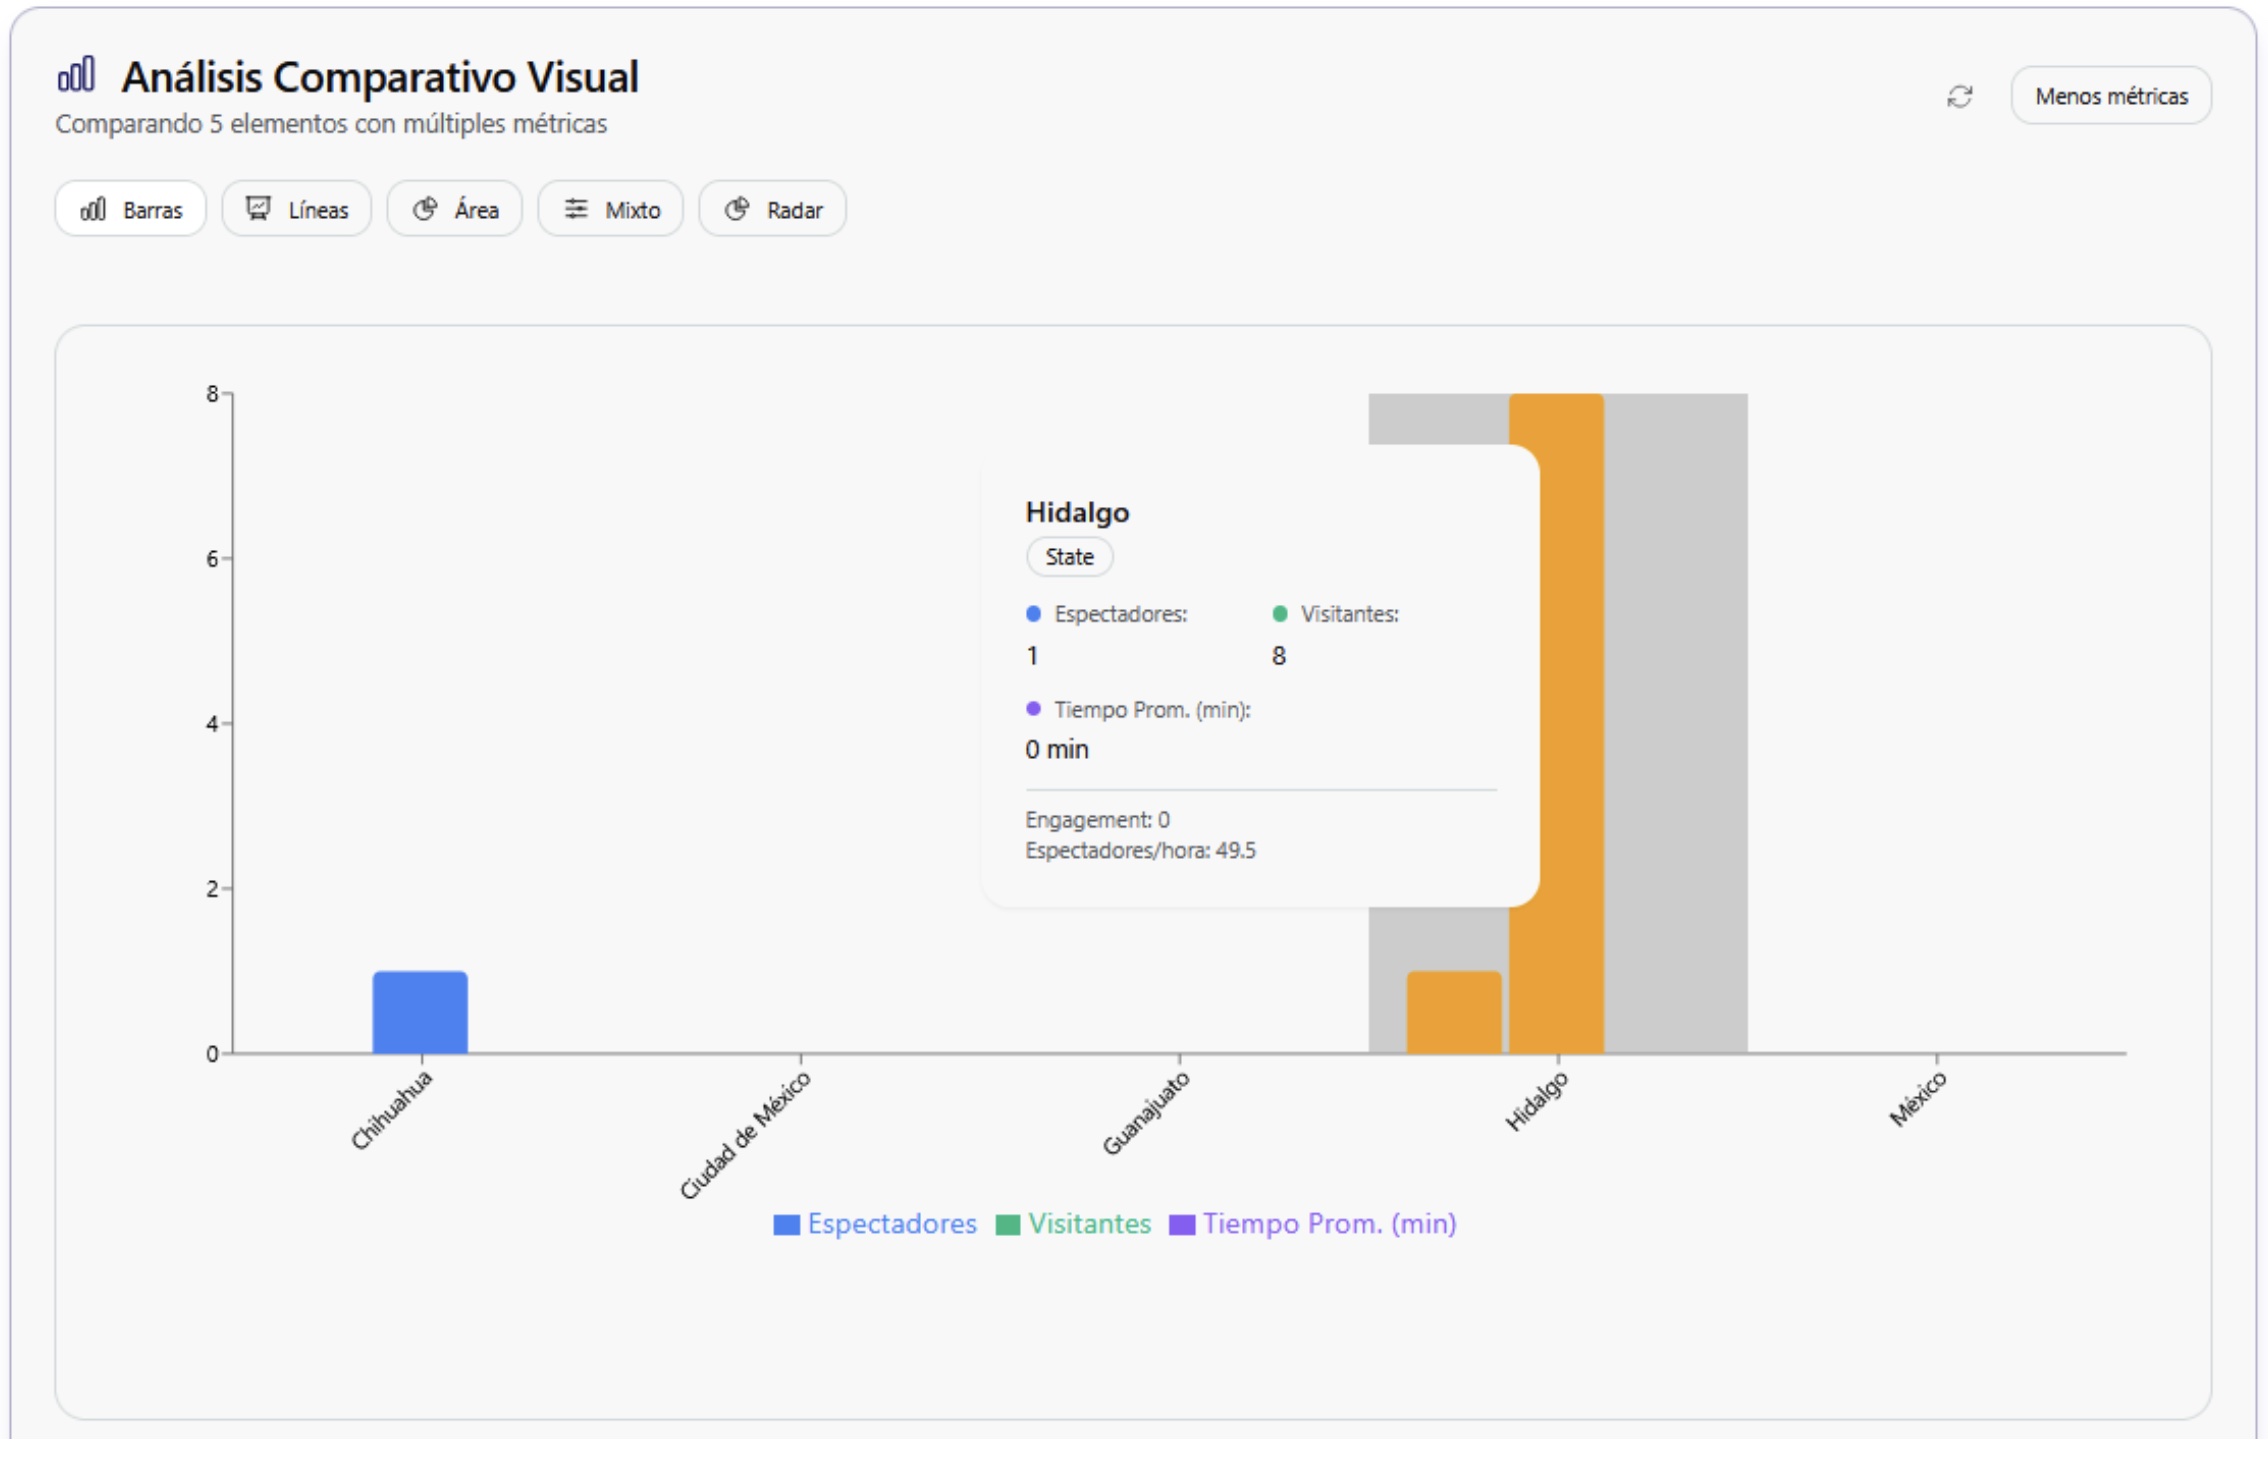 Análisis Comparativo Visual
Comparando 5 elementos con múltiples métricas
Menos métricas
Barras
Líneas
Área
Mixto
Radar
8
6
4
2
0
Hidalgo
State
Espectadores:
1
Visitantes:
8
Tiempo Prom. (min):
0 min
Engagement: 0
Espectadores/hora: 49.5
Chihuahua
Ciudad de México
Guanajuato
Hidalgo
México
Espectadores
Visitantes
Tiempo Prom. (min)